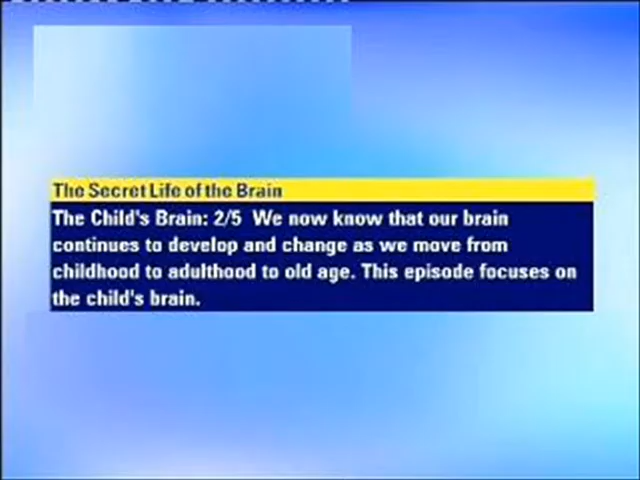 The Secret Life of the Brain
The Child's Brain: 2/5  We now know that our brain
continues to develop and change as we move from
childhood to adulthood to old age. This episode focuses on
the child's brain.